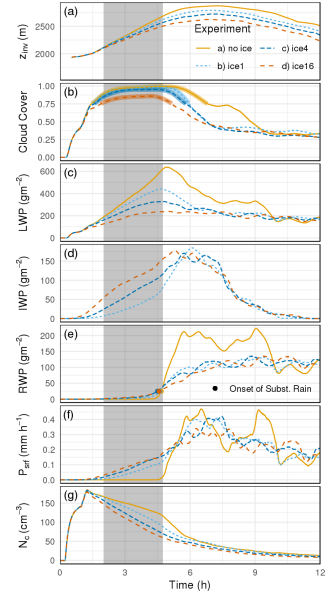 (a)
Experiment
a) no ice
c) ice4
b) ice1
d) ice16
z_inv (m)
2500
2000
(b)
Cloud Cover
1.00
0.75
0.50
0.25
0.00
(c)
LWP (gm⁻²)
600
400
200
0
(d)
IWP (gm⁻²)
150
100
50
0
(e)
RWP (gm⁻²)
200
150
100
50
0
Onset of Subst. Rain
(f)
P_srf (mm h⁻¹)
0.4
0.3
0.2
0.1
0.0
(g)
N_c (cm⁻³)
150
100
50
0
0
3
6
9
12
Time (h)